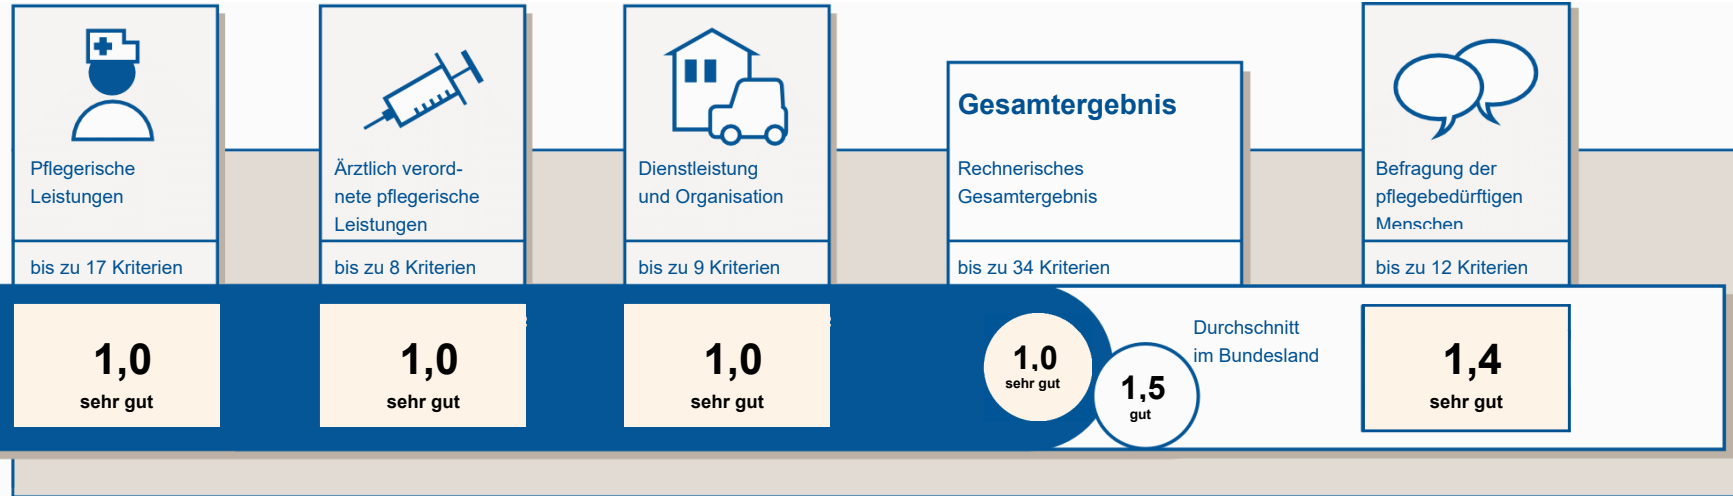 Pflegerische
Leistungen
bis zu 17 Kriterien
1,0
sehr gut
Ärztlich verord-
nete pflegerische
Leistungen
bis zu 8 Kriterien
1,0
sehr gut
Dienstleistung
und Organisation
bis zu 9 Kriterien
1,0
sehr gut
Gesamtergebnis
Rechnerisches
Gesamtergebnis
bis zu 34 Kriterien
1,0
sehr gut
1,5
gut
Durchschnitt
im Bundesland
Befragung der
pflegebedürftigen
Menschen
bis zu 12 Kriterien
1,4
sehr gut